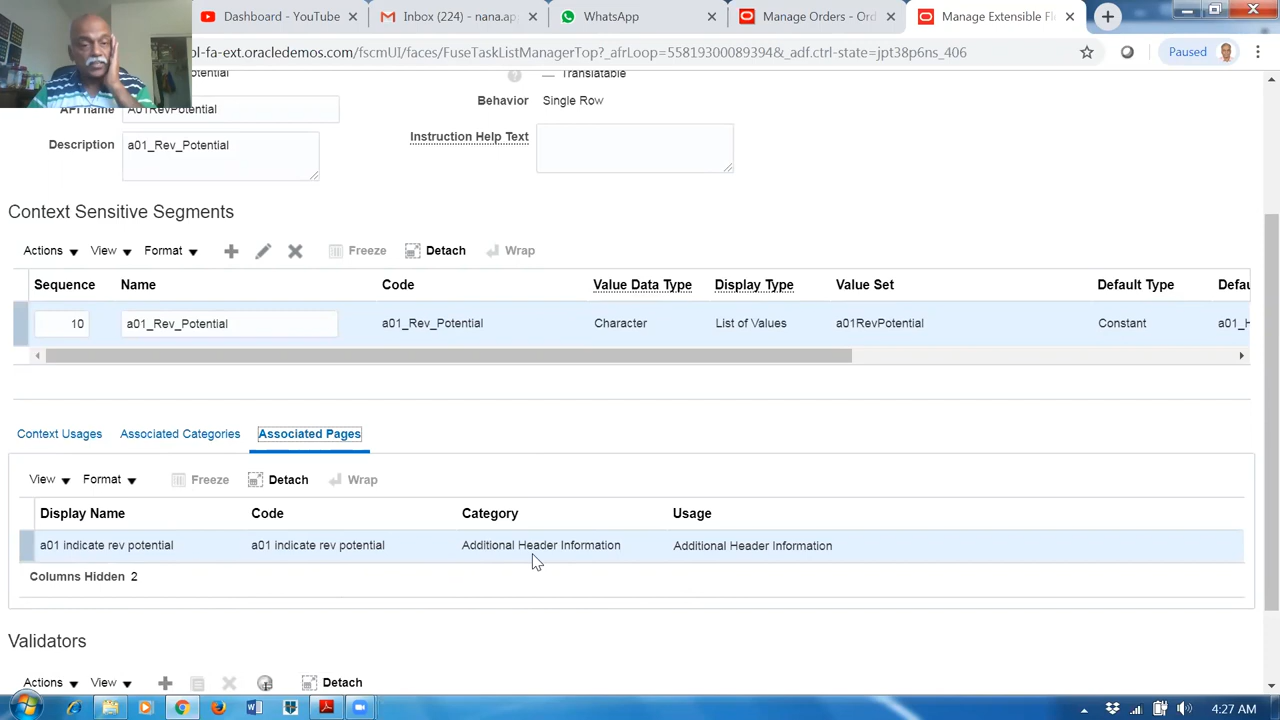 Dashboard - YouTube
Inbox (224) - nana.ap
WhatsApp
Manage Orders - Ord
Manage Extensible Fl
pl-fa-ext.oracledemos.com/fscmUI/faces/FuseTaskListManagerTop?_afrLoop=55819300089394&_adf.ctrl-state=jpt38p6ns_406
Paused
Translatable
Behavior Single Row
API name A01RevPotential
Description a01_Rev_Potential
Instruction Help Text
Context Sensitive Segments
Actions View Format Freeze Detach Wrap
Sequence Name Code Value Data Type Display Type Value Set Default Type Defau
10 a01_Rev_Potential a01_Rev_Potential Character List of Values a01RevPotential Constant a01_H
Context Usages Associated Categories Associated Pages
View Format Freeze Detach Wrap
Display Name Code Category Usage
a01 indicate rev potential a01 indicate rev potential Additional Header Information Additional Header Information
Columns Hidden 2
Validators
Actions View Detach
4:27 AM